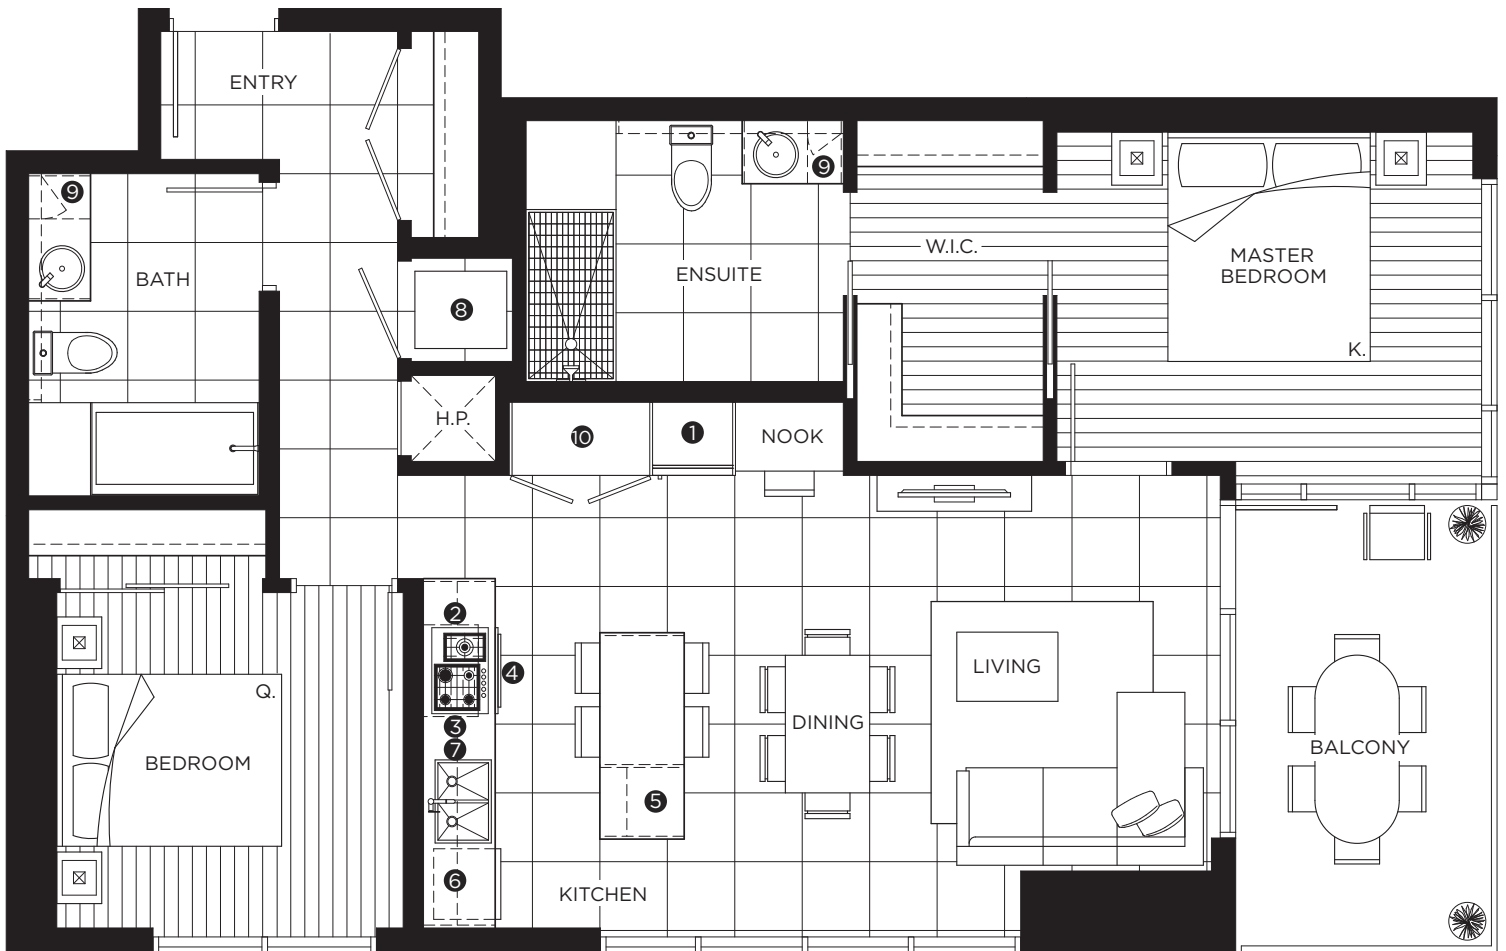 ENTRY
9
9
W.I.C.
MASTER
BEDROOM
ENSUITE
BATH
8
K.
H.P.
10
1
NOOK
2
4
LIVING
Q.
3
DINING
7
BALCONY
BEDROOM
5
6
KITCHEN